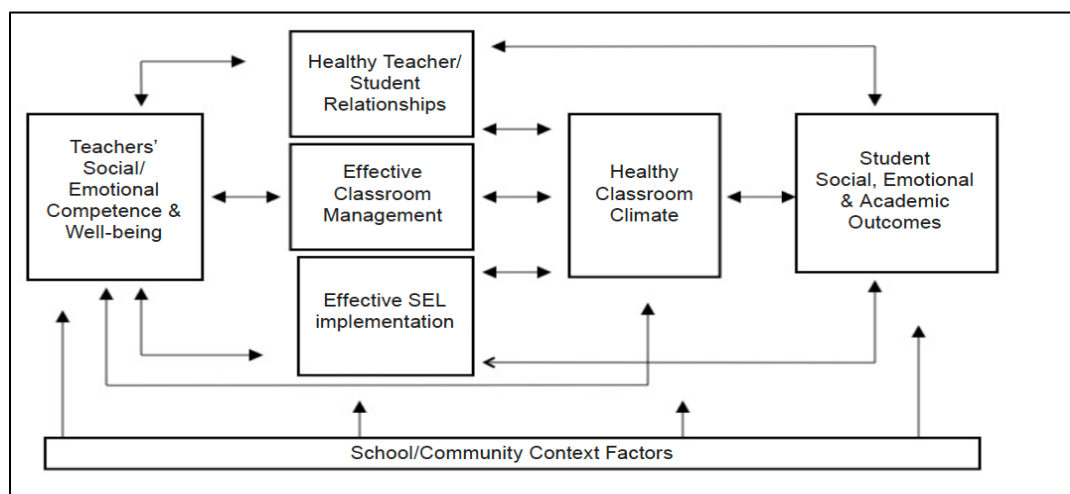 Healthy Teacher/
Student
Relationships
Teachers'
Social/
Emotional
Competence &
Well-being
Effective
Classroom
Management
Healthy
Classroom
Climate
Student
Social, Emotional
& Academic
Outcomes
Effective SEL
implementation
School/Community Context Factors